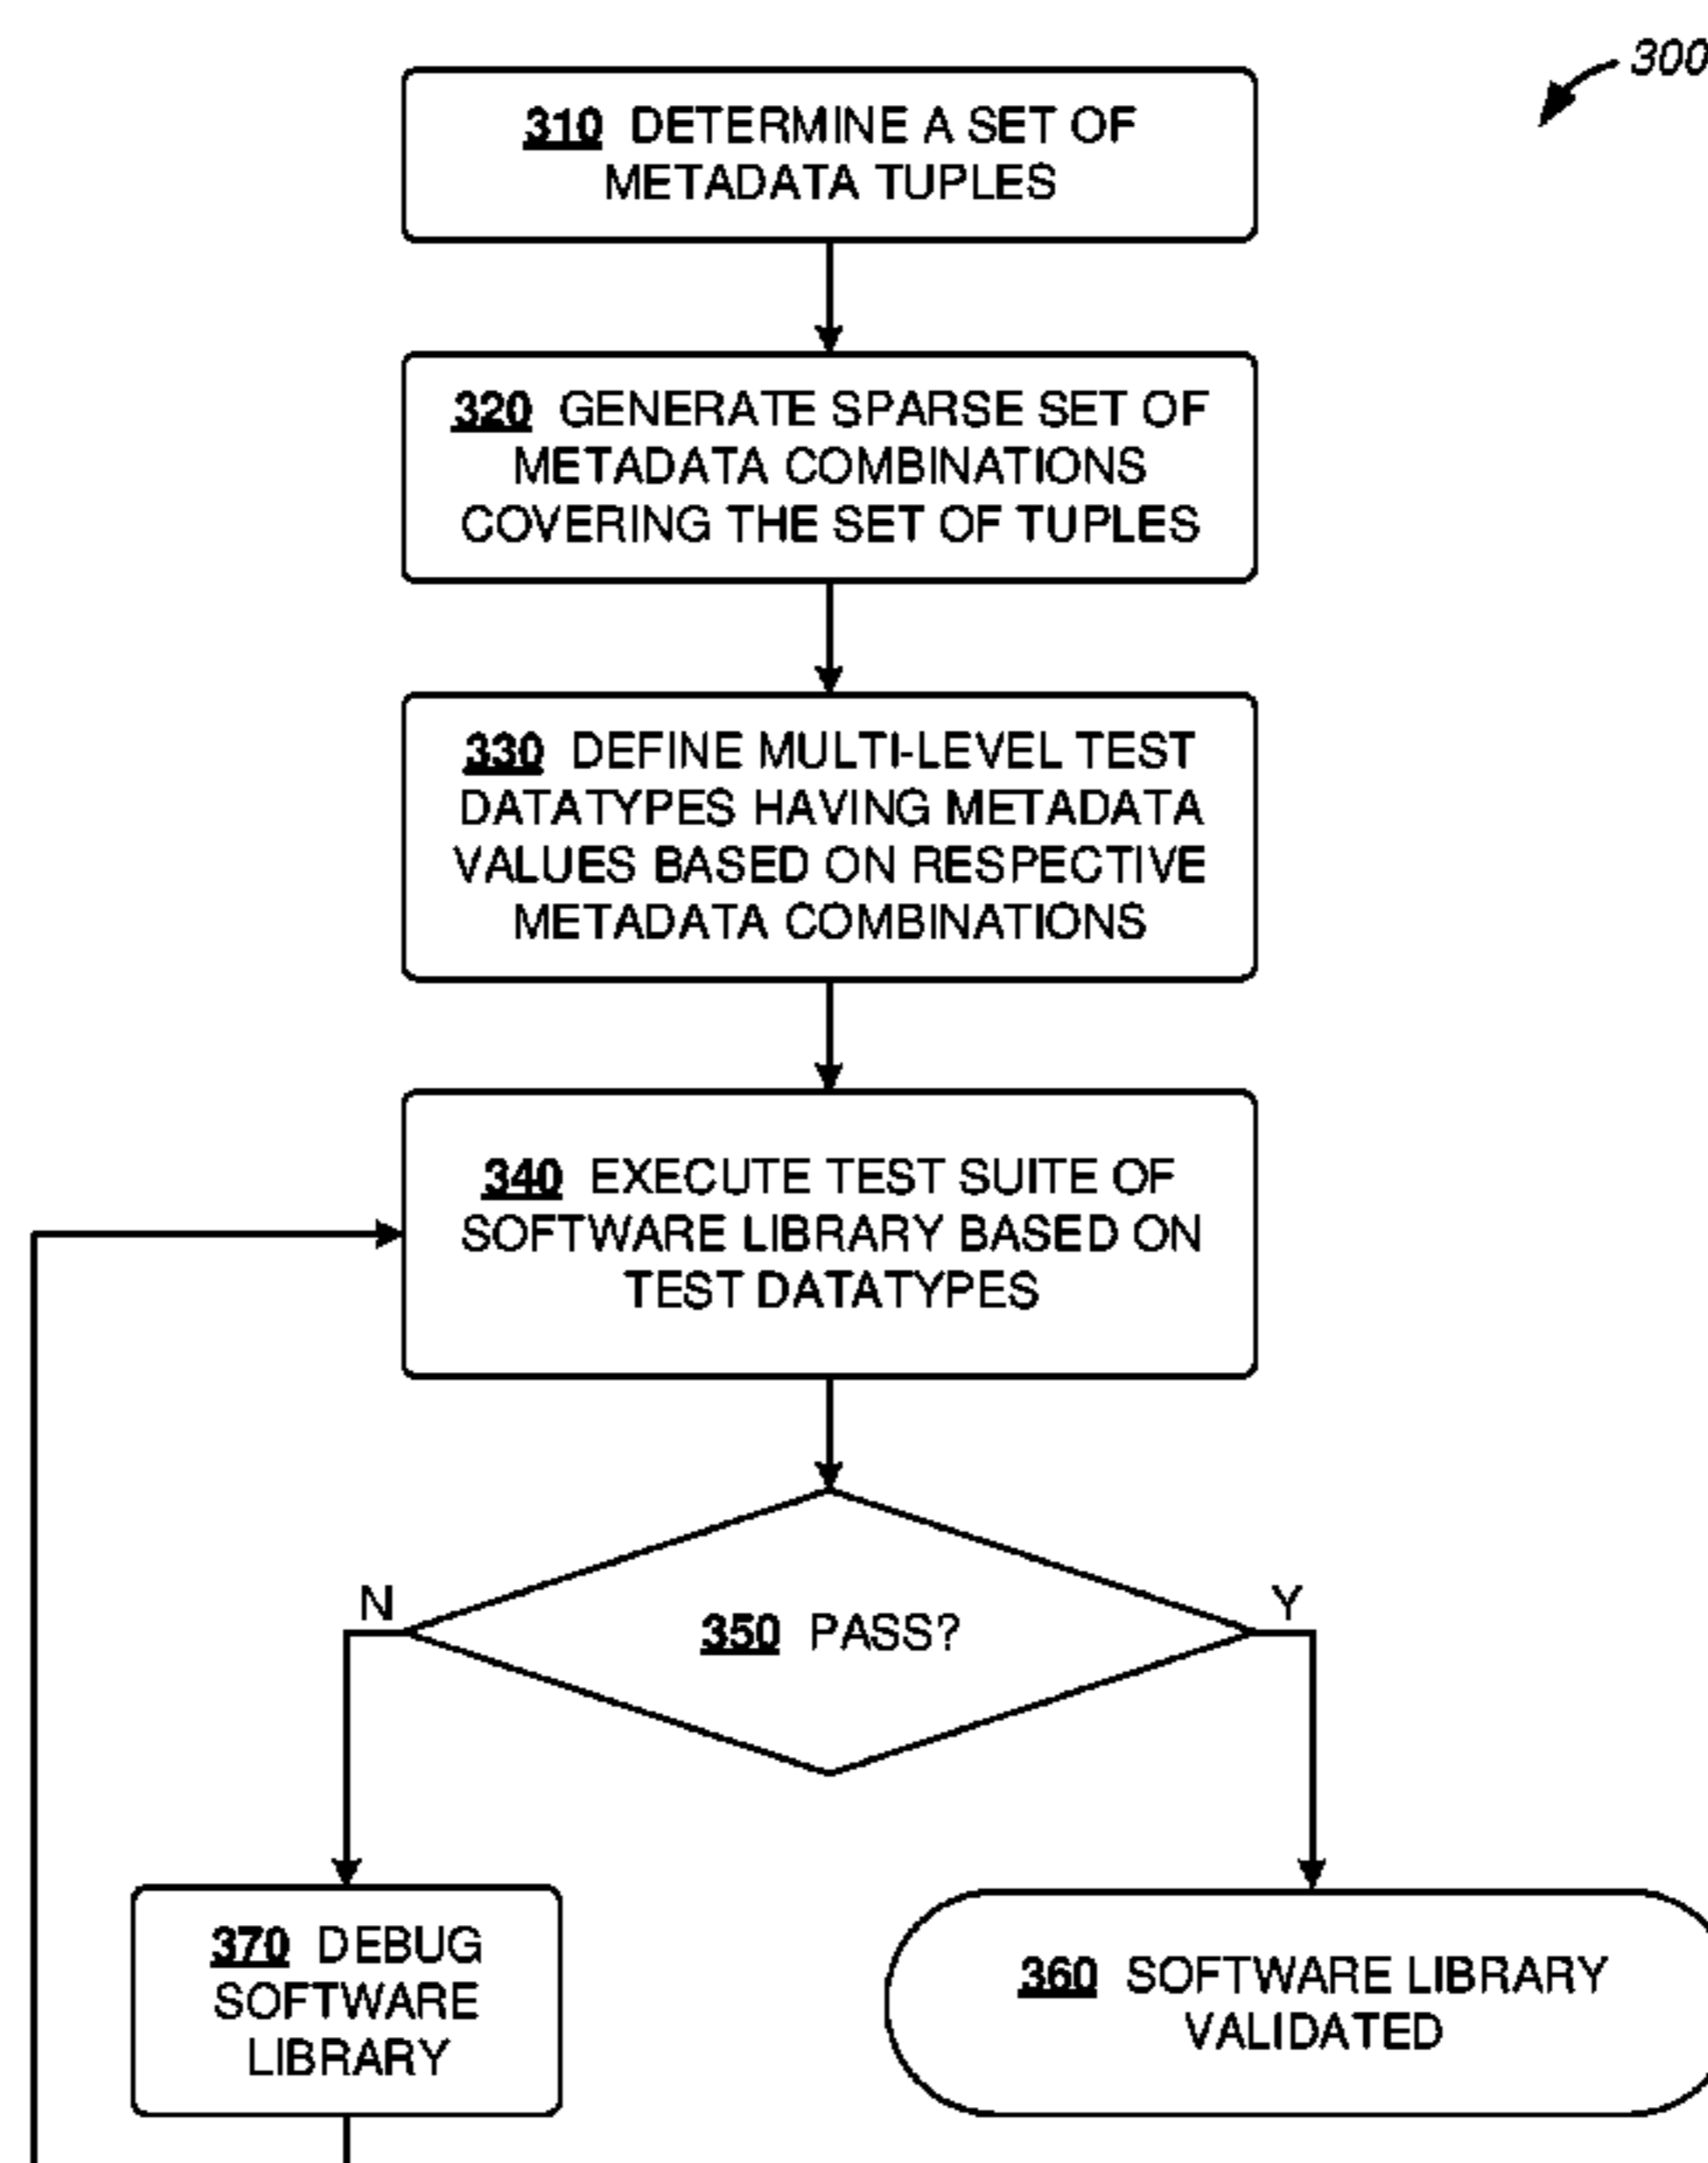 300
310 DETERMINE A SET OF
METADATA TUPLES
320 GENERATE SPARSE SET OF
METADATA COMBINATIONS
COVERING THE SET OF TUPLES
330 DEFINE MULTI-LEVEL TEST
DATATYPES HAVING METADATA
VALUES BASED ON RESPECTIVE
METADATA COMBINATIONS
340 EXECUTE TEST SUITE OF
SOFTWARE LIBRARY BASED ON
TEST DATATYPES
N
Y
350 PASS?
370 DEBUG
SOFTWARE
LIBRARY
360 SOFTWARE LIBRARY
VALIDATED